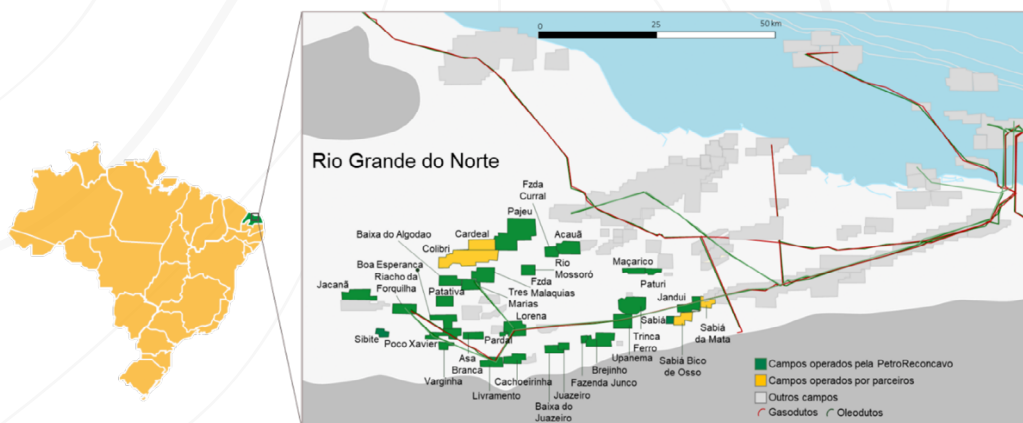 0 25 50 km
Rio Grande do Norte
Fzda
Curral
Pajeu
Baixa do Algodao
Cardeal
Acauã
Colibri
Boa Esperança
Riacho da
Forquilha
Rio
Mossoró
Maçarico
Jacanã
Patativa
Fzda
Malaquias
Paturi
Tres
Marias
Jandui
Lorena
Sabiá
Sabiá
da Mata
Sibite
Poco Xavier
Pardal
Trinca
Ferro
Asa
Branca
Upanema
Sabia Bico
de Osso
Varginha
Cachoeirinha
Brejinho
Fazenda Junco
Livramento
Juazeiro
Baixa do
Juazeiro
Campos operados pela PetroReconcavo
Campos operados por parceiros
Outros campos
Gasodutos Oleodutos